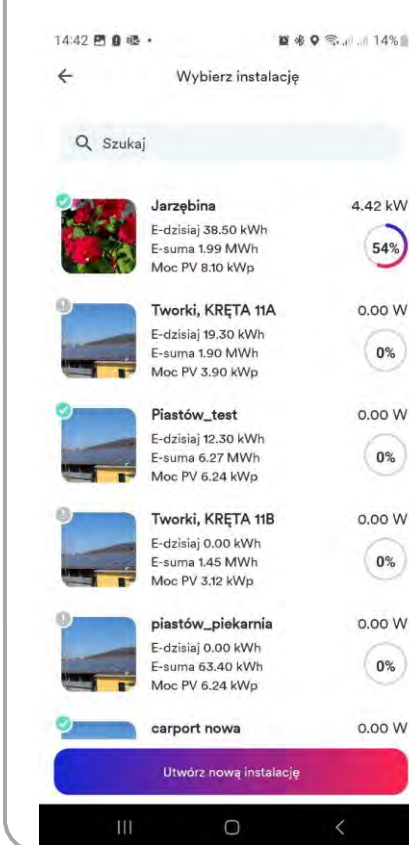 14:42 14%
Wybierz instalację
Szukaj
Jarzębina 4.42 kW
E-dzisiaj 38.50 kWh
E-suma 1.99 MWh 54%
Moc PV 8.10 kWp
Tworki, KRĘTA 11A 0.00 W
E-dzisiaj 19.30 kWh
E-suma 1.90 MWh 0%
Moc PV 3.90 kWp
Piastów_test 0.00 W
E-dzisiaj 12.30 kWh
E-suma 6.27 MWh 0%
Moc PV 6.24 kWp
Tworki, KRĘTA 11B 0.00 W
E-dzisiaj 0.00 kWh
E-suma 1.45 MWh 0%
Moc PV 3.12 kWp
piastów_piekarnia 0.00 W
E-dzisiaj 0.00 kWh
E-suma 63.40 kWh 0%
Moc PV 6.24 kWp
carport nowa 0.00 W
Utwórz nową instalację